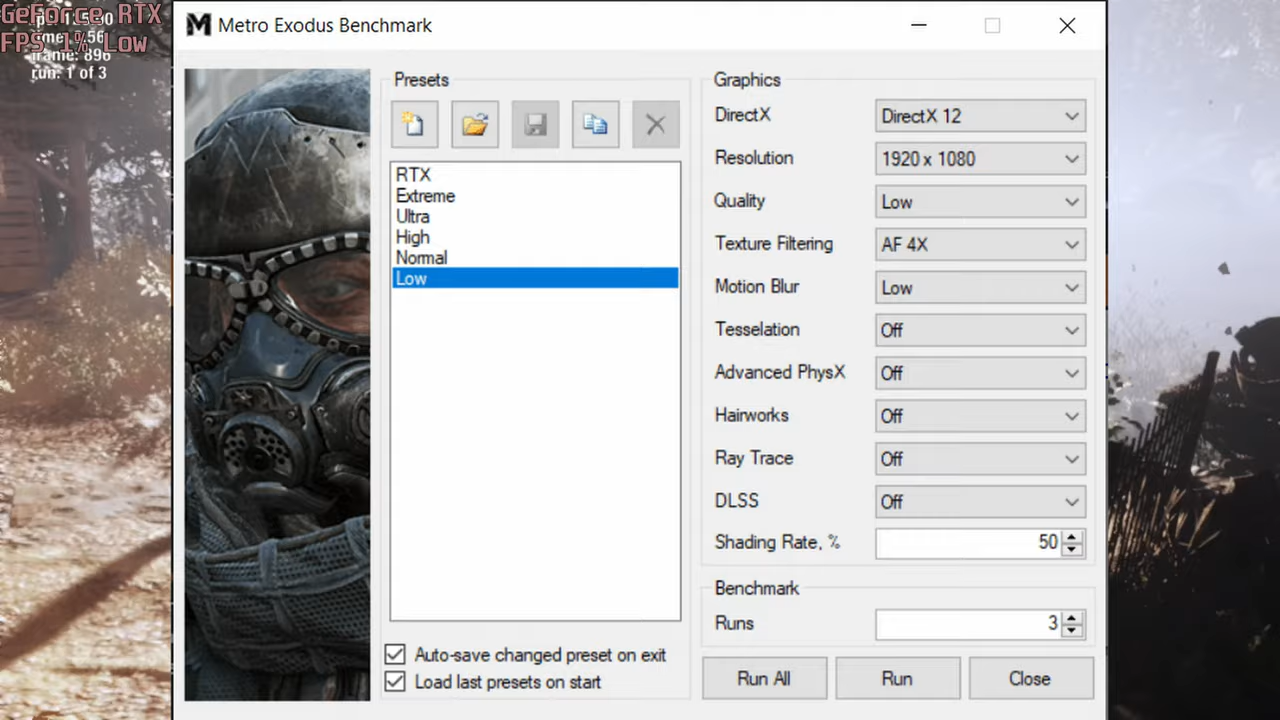 GeForce RTX
FPS 1% Low
frame: 896
run: 1 of 3
Metro Exodus Benchmark
Presets
RTX
Extreme
Ultra
High
Normal
Low
Auto-save changed preset on exit
Load last presets on start
Graphics
DirectX DirectX 12
Resolution 1920 x 1080
Quality Low
Texture Filtering AF 4X
Motion Blur Low
Tesselation Off
Advanced PhysX Off
Hairworks Off
Ray Trace Off
DLSS Off
Shading Rate, % 50
Benchmark
Runs 3
Run All Run Close